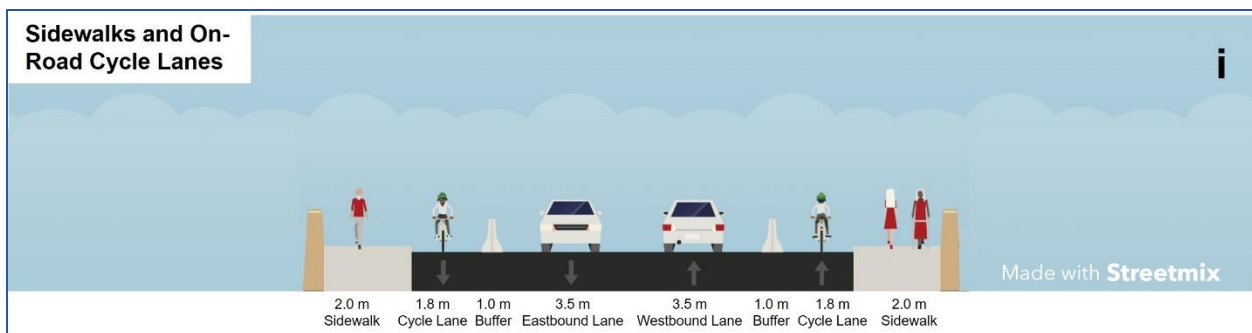 Sidewalks and On-
Road Cycle Lanes
i
Made with Streetmix
2.0 m 1.8 m 1.0 m 3.5 m 3.5 m 1.0 m 1.8 m 2.0 m
Sidewalk Cycle Lane Buffer Eastbound Lane Westbound Lane Buffer Cycle Lane Sidewalk